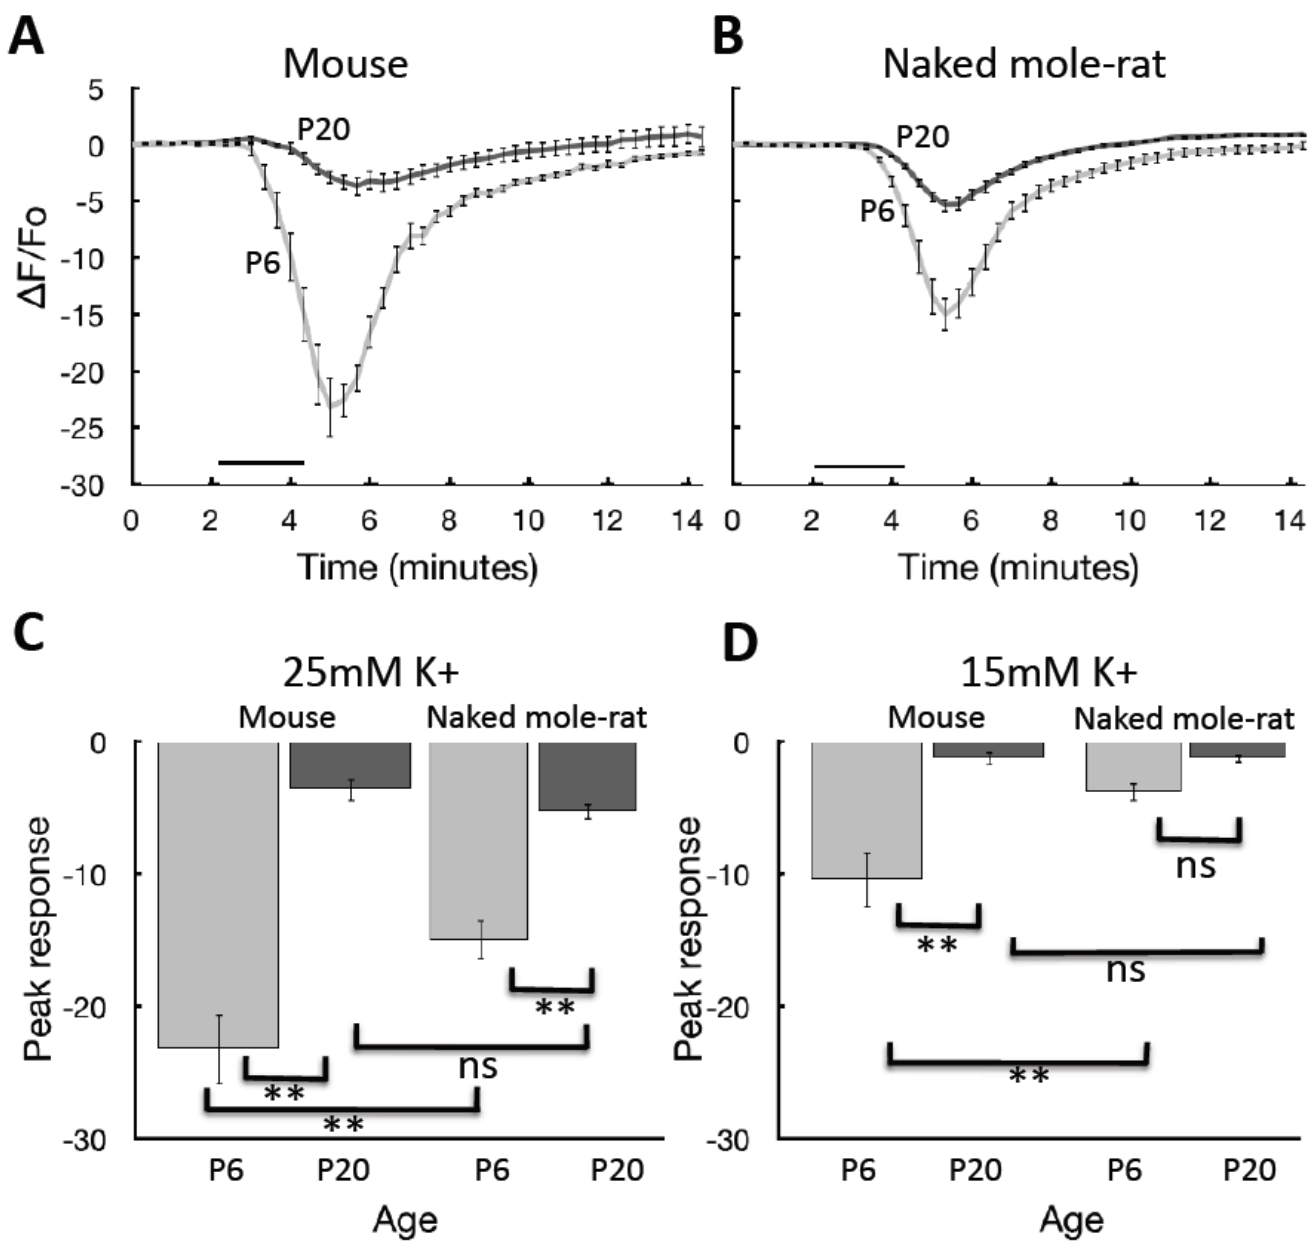 A
Mouse
5
0
-5
-10
-15
-20
-25
-30
ΔF/Fo
P20
P6
0 2 4 6 8 10 12 14
Time (minutes)
B
Naked mole-rat
P20
P6
0 2 4 6 8 10 12 14
Time (minutes)
C
25mM K+
Mouse Naked mole-rat
0
-10
-20
-30
Peak response
**
ns
**
**
P6 P20 P6 P20
Age
D
15mM K+
Mouse Naked mole-rat
0
-10
-20
-30
Peak response
ns
**
ns
**
P6 P20 P6 P20
Age